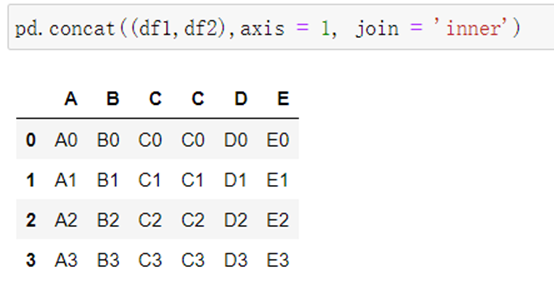 pd.concat((df1,df2),axis = 1, join = 'inner')
A B C C D E
0 A0 B0 C0 C0 D0 E0
1 A1 B1 C1 C1 D1 E1
2 A2 B2 C2 C2 D2 E2
3 A3 B3 C3 C3 D3 E3